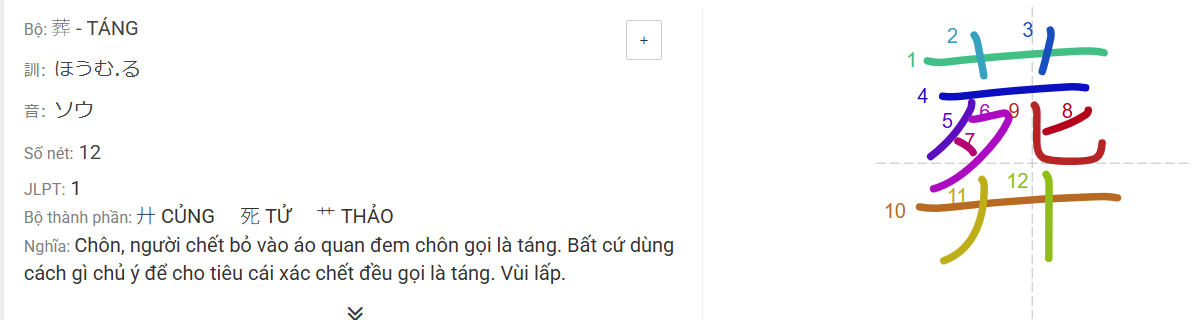 Bộ: 葬 - TÁNG
+
訓: ほうむ.る
音: ソウ
Số nét: 12
JLPT: 1
Bộ thành phần: 廾 CỦNG 死 TỬ 艹 THẢO
Nghĩa: Chôn, người chết bỏ vào áo quan đem chôn gọi là táng. Bất cứ dùng
cách gì chủ ý để cho tiêu cái xác chết đều gọi là táng. Vùi lấp.
葬
1
2
3
4
5
6
7
8
9
10
11
12